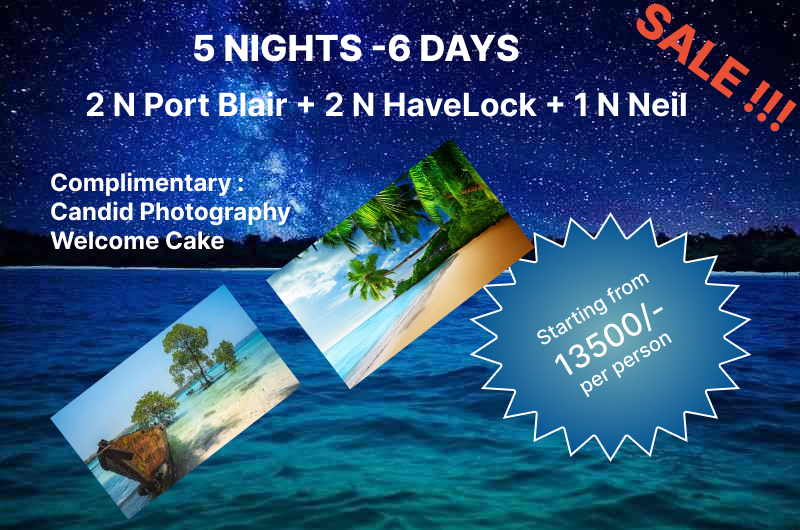 5 NIGHTS -6 DAYS
SALE !!!
2 N Port Blair + 2 N HaveLock + 1 N Neil
Complimentary :
Candid Photography
Welcome Cake
Starting from
13500/-
per person